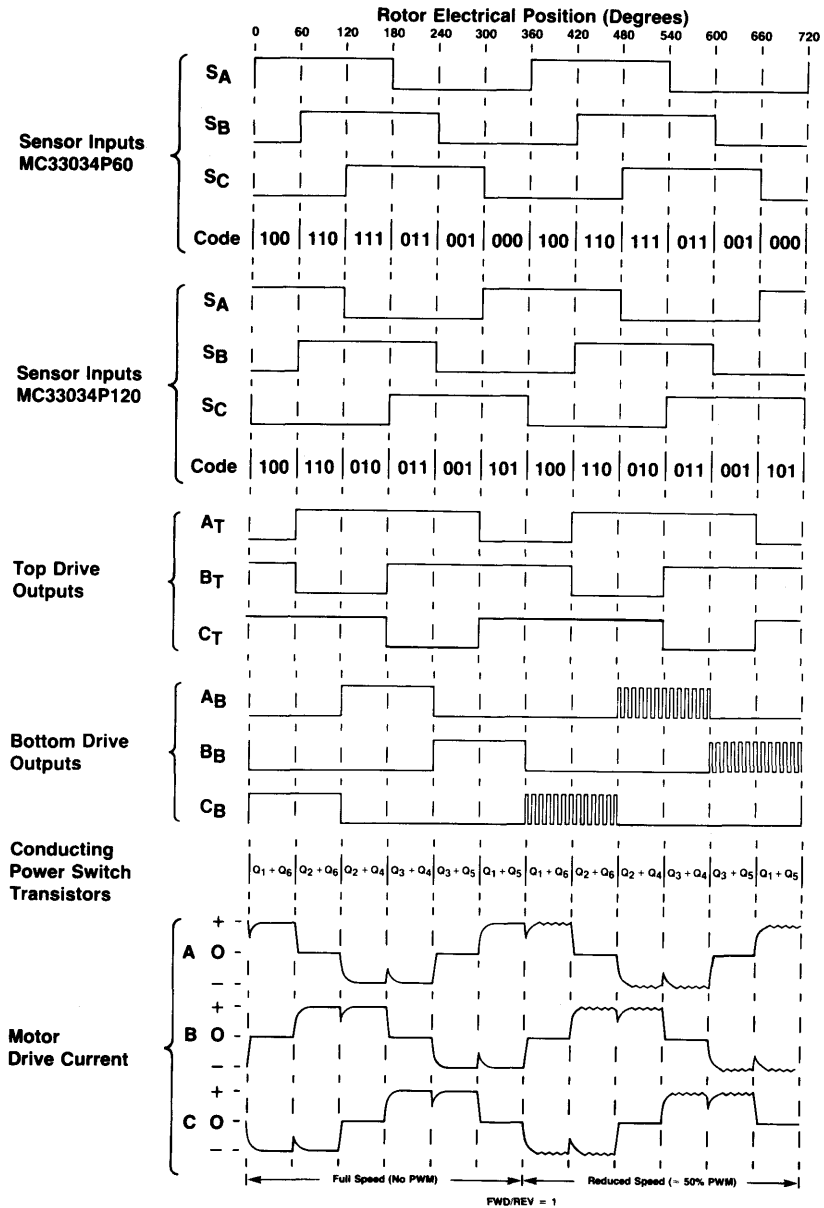 Rotor Electrical Position (Degrees)
0 60 120 180 240 300 360 420 480 540 600 660 720
Sensor Inputs
MC33034P60
SA
SB
SC
Code 100 110 111 011 001 000 100 110 111 011 001 000
Sensor Inputs
MC33034P120
SA
SB
SC
Code 100 110 010 011 001 101 100 110 010 011 001 101
Top Drive
Outputs
AT
BT
CT
Bottom Drive
Outputs
AB
BB
CB
Conducting
Power Switch
Transistors
Q1 + Q6 Q2 + Q6 Q2 + Q4 Q3 + Q4 Q3 + Q5 Q1 + Q5 Q1 + Q6 Q2 + Q6 Q2 + Q4 Q3 + Q4 Q3 + Q5 Q1 + Q5
Motor
Drive Current
+
A O
−
+
B O
−
+
C O
−
Full Speed (No PWM) Reduced Speed (≈ 50% PWM)
FWD/REV = 1